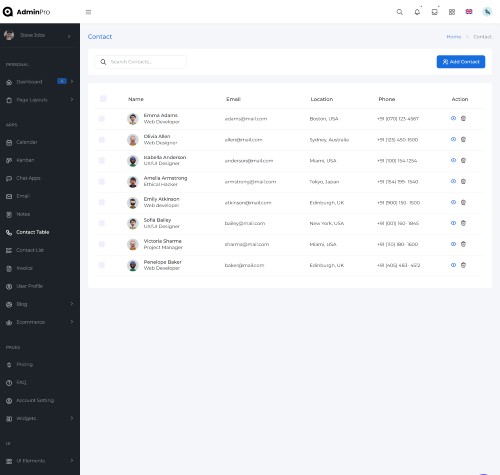 AdminPro
Steve Jobs
PERSONAL
Dashboard
Page Layouts
APPS
Calendar
Kanban
Chat Apps
Email
Notes
Contact Table
Contact List
Invoice
User Profile
Blog
Ecommerce
PAGES
Pricing
FAQ
Account Setting
Widgets
UI
UI Elements
Contact
Home
Contact
Search Contacts...
Add Contact
Name Email Location Phone Action
Emma Adams
Web Developer
adams@mail.com Boston, USA +91 (070) 123-4567
Olivia Allen
Web Designer
allen@mail.com Sydney, Australia +91 (125) 450-1500
Isabella Anderson
UX/UI Designer
anderson@mail.com Miami, USA +91 (100) 154-1254
Amelia Armstrong
Ethical Hacker
armstrong@mail.com Tokyo, Japan +91 (154) 199- 1540
Emily Atkinson
Web developer
atkinson@mail.com Edinburgh, UK +91 (900) 150- 1500
Sofia Bailey
UX/UI Designer
bailey@mail.com New York, USA +91 (001) 160- 1845
Victoria Sharma
Project Manager
sharma@mail.com Miami, USA +91 (110) 180- 1600
Penelope Baker
Web Developer
baker@mail.com Edinburgh, UK +91 (405) 483- 4512